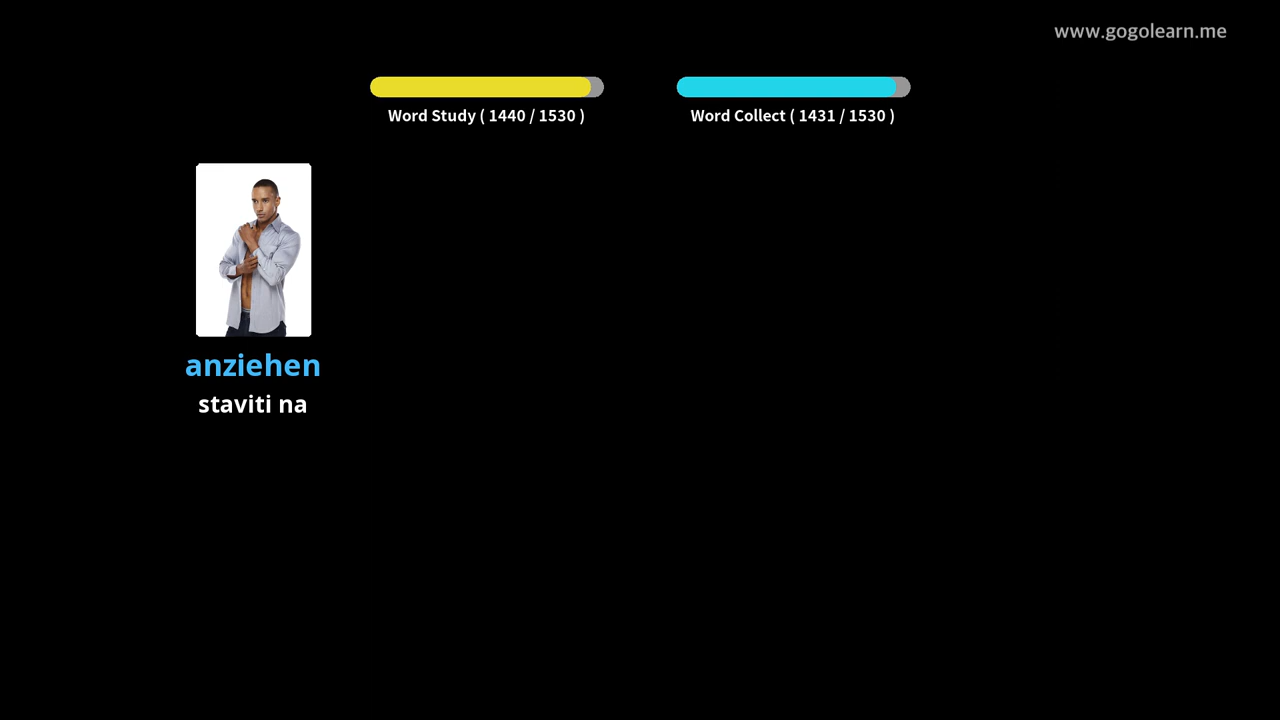 www.gogolearn.me
Word Study ( 1440 / 1530 )
Word Collect ( 1431 / 1530 )
anziehen
staviti na